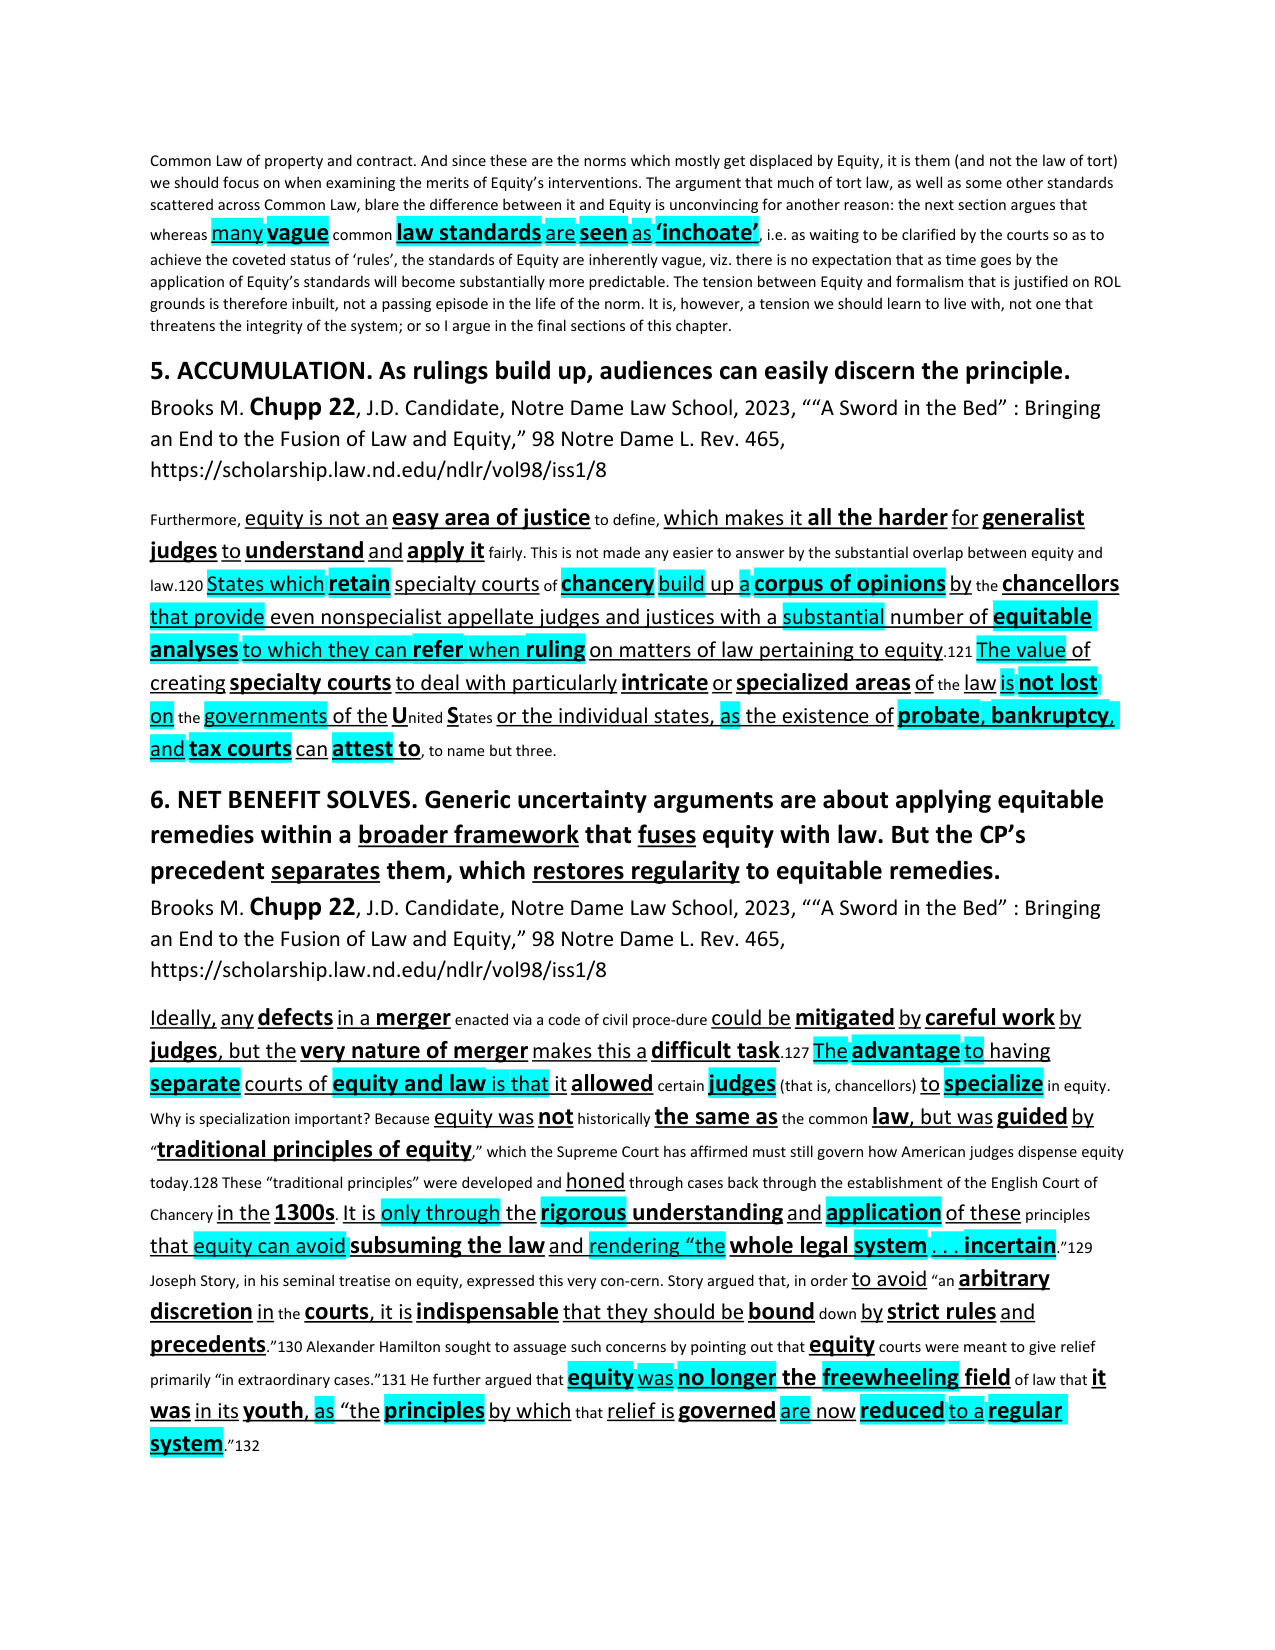 Common Law of property and contract. And since these are the norms which mostly get displaced by Equity, it is them (and not the law of tort)
we should focus on when examining the merits of Equity’s interventions. The argument that much of tort law, as well as some other standards
scattered across Common Law, blare the difference between it and Equity is unconvincing for another reason: the next section argues that
whereas many vague common law standards are seen as ‘inchoate’, i.e. as waiting to be clarified by the courts so as to
achieve the coveted status of ‘rules’, the standards of Equity are inherently vague, viz. there is no expectation that as time goes by the
application of Equity’s standards will become substantially more predictable. The tension between Equity and formalism that is justified on ROL
grounds is therefore inbuilt, not a passing episode in the life of the norm. It is, however, a tension we should learn to live with, not one that
threatens the integrity of the system; or so I argue in the final sections of this chapter.
5. ACCUMULATION. As rulings build up, audiences can easily discern the principle.
Brooks M. Chupp 22, J.D. Candidate, Notre Dame Law School, 2023, ““A Sword in the Bed” : Bringing
an End to the Fusion of Law and Equity,” 98 Notre Dame L. Rev. 465,
https://scholarship.law.nd.edu/ndlr/vol98/iss1/8
Furthermore, equity is not an easy area of justice to define, which makes it all the harder for generalist
judges to understand and apply it fairly. This is not made any easier to answer by the substantial overlap between equity and
law.120 States which retain specialty courts of chancery build up a corpus of opinions by the chancellors
that provide even nonspecialist appellate judges and justices with a substantial number of equitable
analyses to which they can refer when ruling on matters of law pertaining to equity.121 The value of
creating specialty courts to deal with particularly intricate or specialized areas of the law is not lost
on the governments of the United States or the individual states, as the existence of probate, bankruptcy,
and tax courts can attest to, to name but three.
6. NET BENEFIT SOLVES. Generic uncertainty arguments are about applying equitable
remedies within a broader framework that fuses equity with law. But the CP’s
precedent separates them, which restores regularity to equitable remedies.
Brooks M. Chupp 22, J.D. Candidate, Notre Dame Law School, 2023, ““A Sword in the Bed” : Bringing
an End to the Fusion of Law and Equity,” 98 Notre Dame L. Rev. 465,
https://scholarship.law.nd.edu/ndlr/vol98/iss1/8
Ideally, any defects in a merger enacted via a code of civil proce-dure could be mitigated by careful work by
judges, but the very nature of merger makes this a difficult task.127 The advantage to having
separate courts of equity and law is that it allowed certain judges (that is, chancellors) to specialize in equity.
Why is specialization important? Because equity was not historically the same as the common law, but was guided by
“traditional principles of equity,” which the Supreme Court has affirmed must still govern how American judges dispense equity
today.128 These “traditional principles” were developed and honed through cases back through the establishment of the English Court of
Chancery in the 1300s. It is only through the rigorous understanding and application of these principles
that equity can avoid subsuming the law and rendering “the whole legal system . . . incertain.”129
Joseph Story, in his seminal treatise on equity, expressed this very con-cern. Story argued that, in order to avoid “an arbitrary
discretion in the courts, it is indispensable that they should be bound down by strict rules and
precedents.”130 Alexander Hamilton sought to assuage such concerns by pointing out that equity courts were meant to give relief
primarily “in extraordinary cases.”131 He further argued that equity was no longer the freewheeling field of law that it
was in its youth, as “the principles by which that relief is governed are now reduced to a regular
system.”132